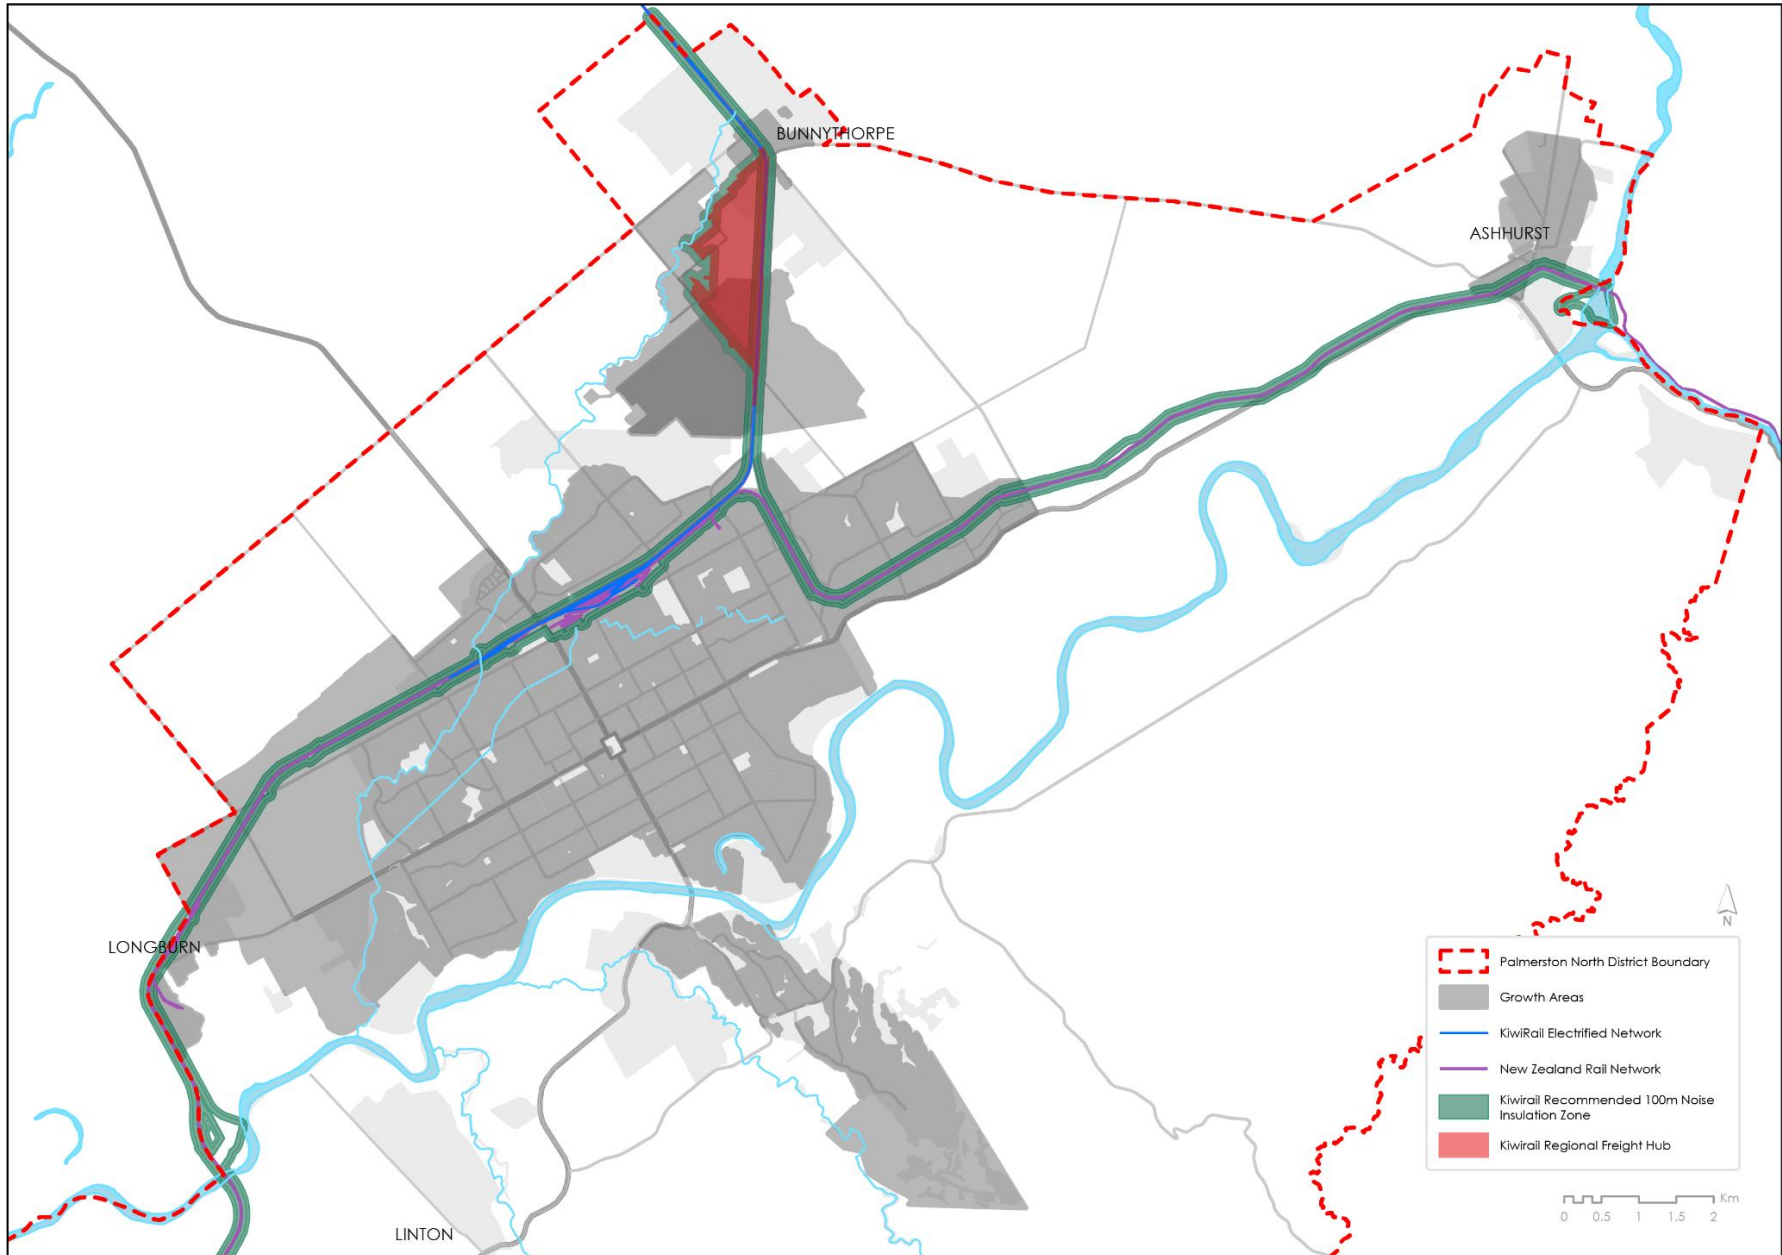 BUNNYTHORPE
ASHHURST
LONGBURN
LINTON
N
Palmerston North District Boundary
Growth Areas
KiwiRail Electrified Network
New Zealand Rail Network
Kiwirail Recommended 100m Noise
Insulation Zone
Kiwirail Regional Freight Hub
Km
0 0.5 1 1.5 2